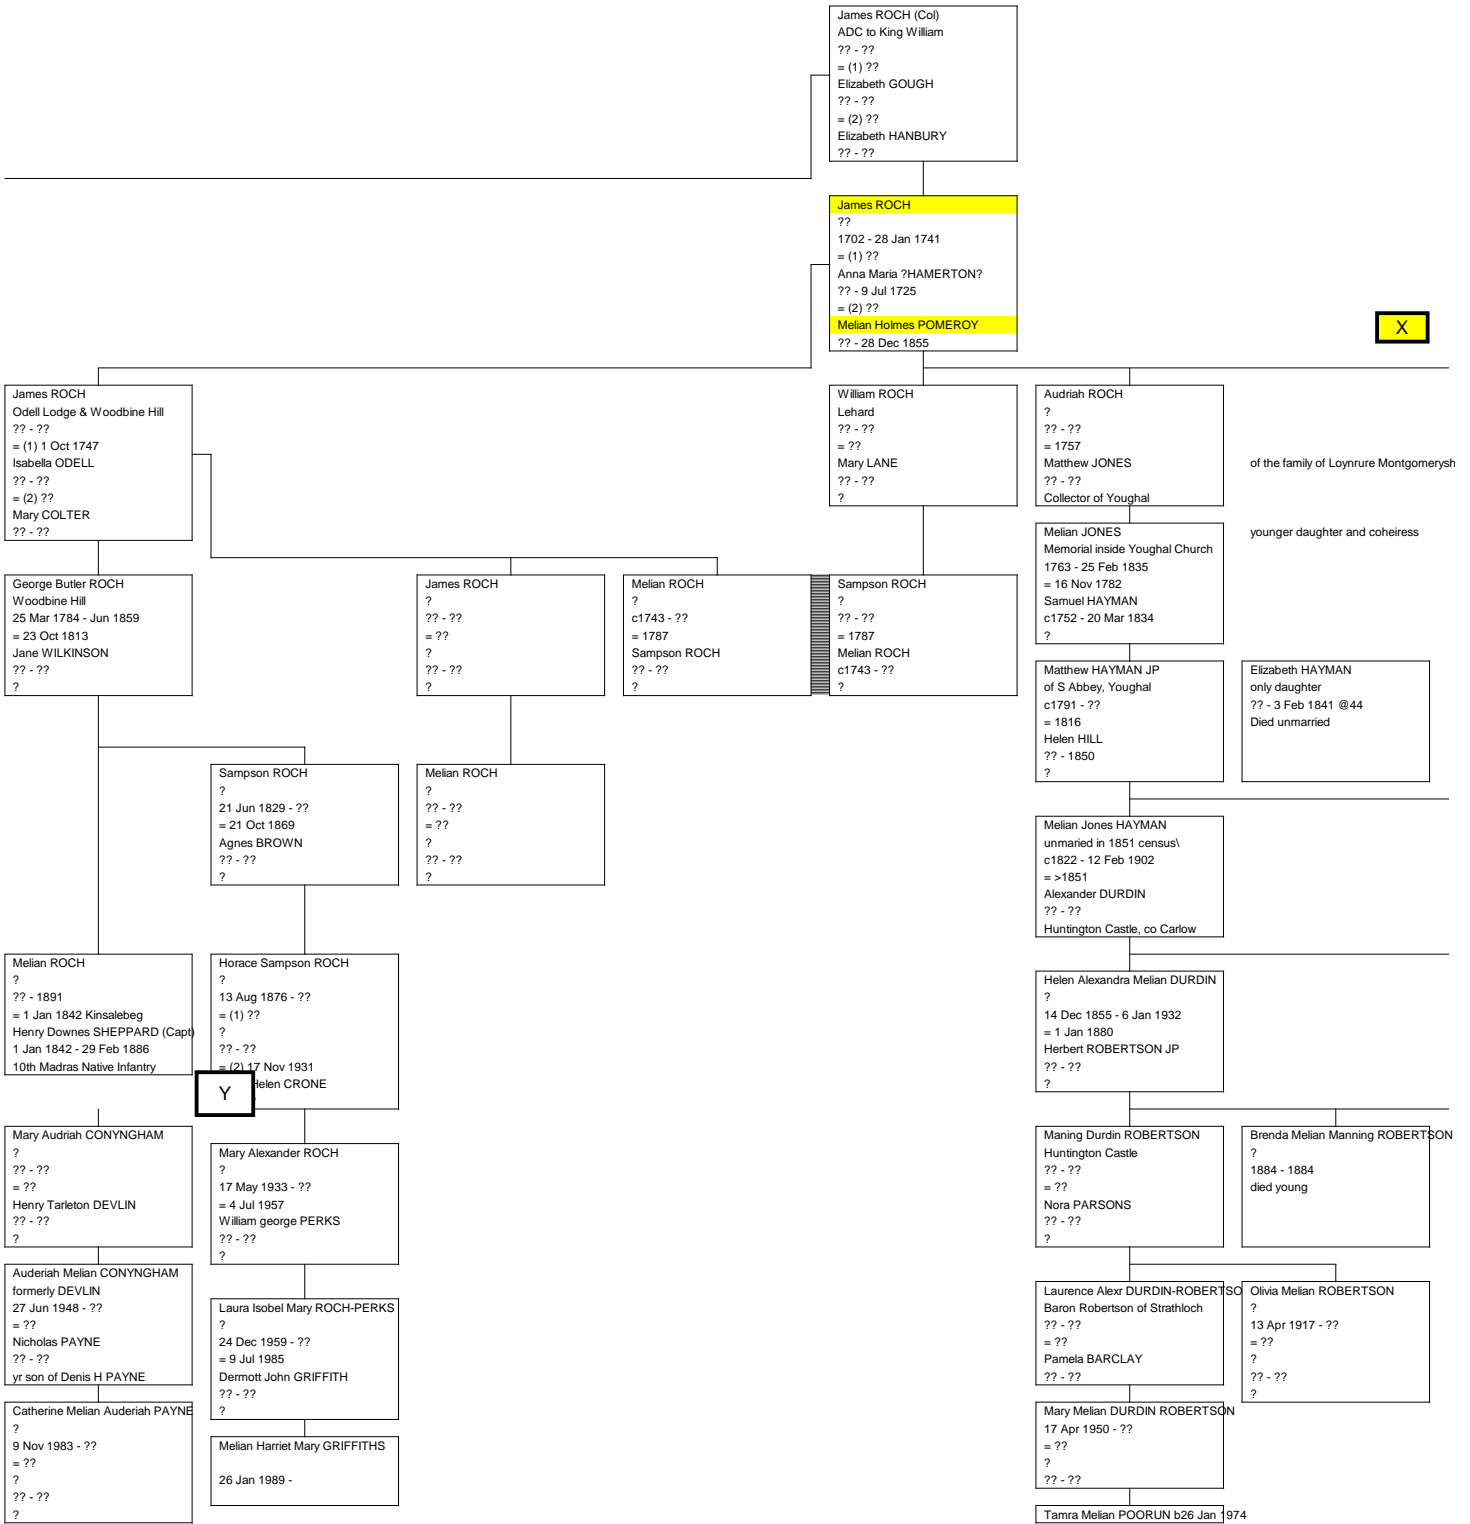 James ROCH (Col)
ADC to King William
?? - ??
= (1) ??
Elizabeth GOUGH
?? - ??
= (2) ??
Elizabeth HANBURY
?? - ??
James ROCH
??
1702 - 28 Jan 1741
= (1) ??
Anna Maria ?HAMERTON?
?? - 9 Jul 1725
= (2) ??
Melian Holmes POMEROY
?? - 28 Dec 1855
X
James ROCH
Odell Lodge & Woodbine Hill
?? - ??
= (1) 1 Oct 1747
Isabella ODELL
?? - ??
= (2) ??
Mary COLTER
?? - ??
William ROCH
Lehard
?? - ??
= ??
Mary LANE
?? - ??
?
Audriah ROCH
?
?? - ??
= 1757
Matthew JONES
?? - ??
Collector of Youghal
of the family of Loynrure Montgomerysh
Melian JONES
Memorial inside Youghal Church
1763 - 25 Feb 1835
= 16 Nov 1782
Samuel HAYMAN
c1752 - 20 Mar 1834
?
younger daughter and coheiress
George Butler ROCH
Woodbine Hill
25 Mar 1784 - Jun 1859
= 23 Oct 1813
Jane WILKINSON
?? - ??
?
James ROCH
?
?? - ??
= ??
?
?? - ??
?
Melian ROCH
?
c1743 - ??
= 1787
Sampson ROCH
?? - ??
?
Sampson ROCH
?
?? - ??
= 1787
Melian ROCH
c1743 - ??
?
Matthew HAYMAN JP
of S Abbey, Youghal
c1791 - ??
= 1816
Helen HILL
?? - 1850
?
Elizabeth HAYMAN
only daughter
?? - 3 Feb 1841 @44
Died unmarried
Sampson ROCH
?
21 Jun 1829 - ??
= 21 Oct 1869
Agnes BROWN
?? - ??
?
Melian ROCH
?
?? - ??
= ??
?
?? - ??
?
Melian Jones HAYMAN
unmaried in 1851 census\
c1822 - 12 Feb 1902
= >1851
Alexander DURDIN
?? - ??
Huntington Castle, co Carlow
Melian ROCH
?
?? - 1891
= 1 Jan 1842 Kinsalebeg
Henry Downes SHEPPARD (Capt)
1 Jan 1842 - 29 Feb 1886
10th Madras Native Infantry
Horace Sampson ROCH
?
13 Aug 1876 - ??
= (1) ??
?
?? - ??
= (2) 17 Nov 1931
Helen CRONE
Y
Helen Alexandra Melian DURDIN
?
14 Dec 1855 - 6 Jan 1932
= 1 Jan 1880
Herbert ROBERTSON JP
?? - ??
?
Mary Audriah CONYNGHAM
?
?? - ??
= ??
Henry Tarleton DEVLIN
?? - ??
?
Mary Alexander ROCH
?
17 May 1933 - ??
= 4 Jul 1957
William george PERKS
?? - ??
?
Maning Durdin ROBERTSON
Huntington Castle
?? - ??
= ??
Nora PARSONS
?? - ??
?
Brenda Melian Manning ROBERTSON
?
1884 - 1884
died young
Auderiah Melian CONYNGHAM
formerly DEVLIN
27 Jun 1948 - ??
= ??
Nicholas PAYNE
?? - ??
yr son of Denis H PAYNE
Laura Isobel Mary ROCH-PERKS
?
24 Dec 1959 - ??
= 9 Jul 1985
Dermott John GRIFFITH
?? - ??
?
Laurence Alexr DURDIN-ROBERTSO
Baron Robertson of Strathloch
?? - ??
= ??
Pamela BARCLAY
?? - ??
Olivia Melian ROBERTSON
?
13 Apr 1917 - ??
= ??
?
?? - ??
?
Catherine Melian Auderiah PAYNE
?
9 Nov 1983 - ??
= ??
?
?? - ??
?
Melian Harriet Mary GRIFFITHS
26 Jan 1989 -
Mary Melian DURDIN ROBERTSON
17 Apr 1950 - ??
= ??
?
?? - ??
Tamra Melian POORUN b26 Jan 1974